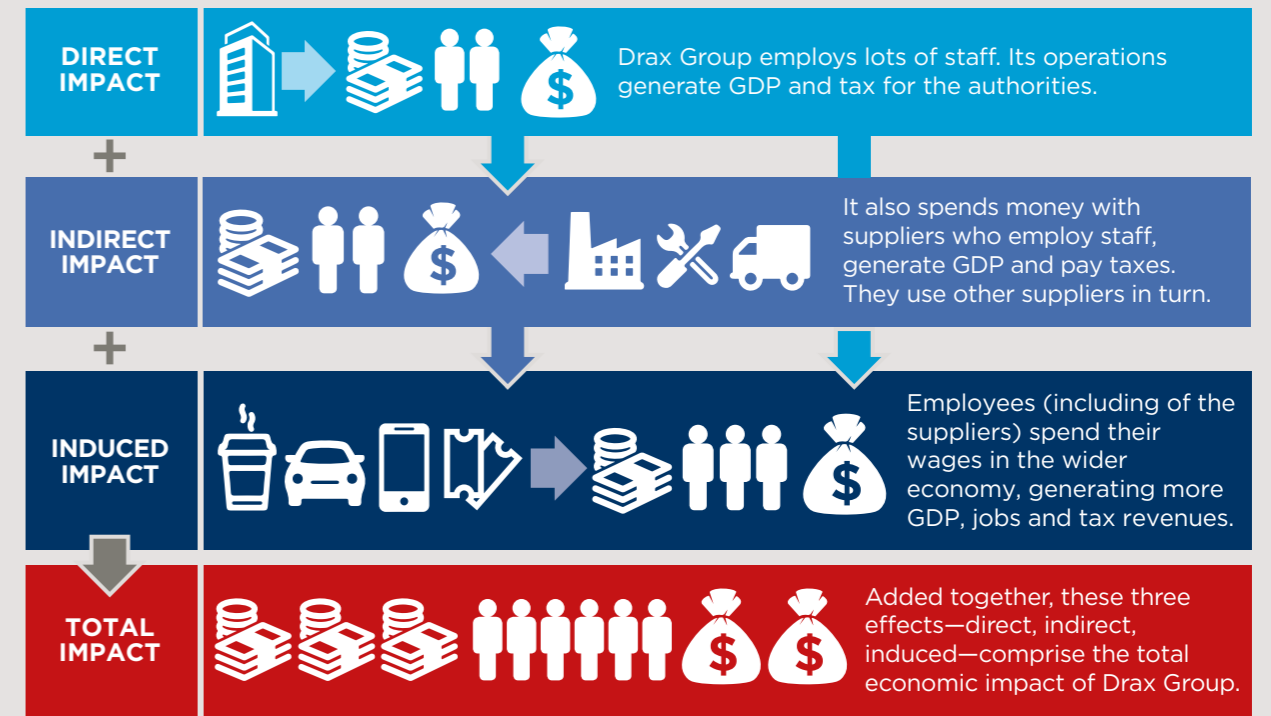 DIRECT
IMPACT
$
Drax Group employs lots of staff. Its operations
generate GDP and tax for the authorities.
+
INDIRECT
IMPACT
$
It also spends money with
suppliers who employ staff,
generate GDP and pay taxes.
They use other suppliers in turn.
+
INDUCED
IMPACT
$
Employees (including of the
suppliers) spend their
wages in the wider
economy, generating more
GDP, jobs and tax revenues.
TOTAL
IMPACT
$ $
Added together, these three
effects—direct, indirect,
induced—comprise the total
economic impact of Drax Group.